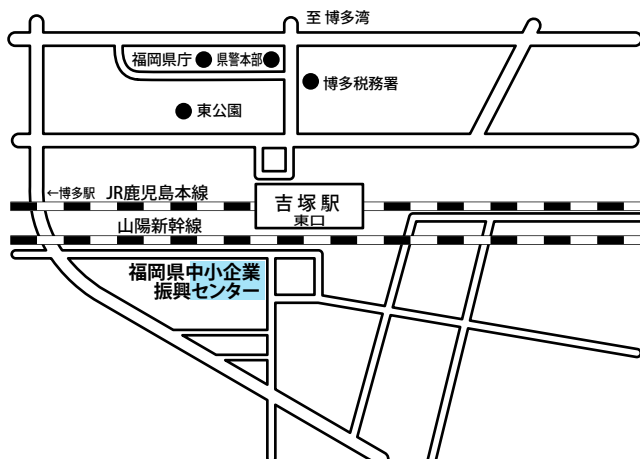 至 博多湾
福岡県庁
県警本部
博多税務署
東公園
←博多駅
JR鹿児島本線
吉塚駅
東口
山陽新幹線
福岡県中小企業
振興センター